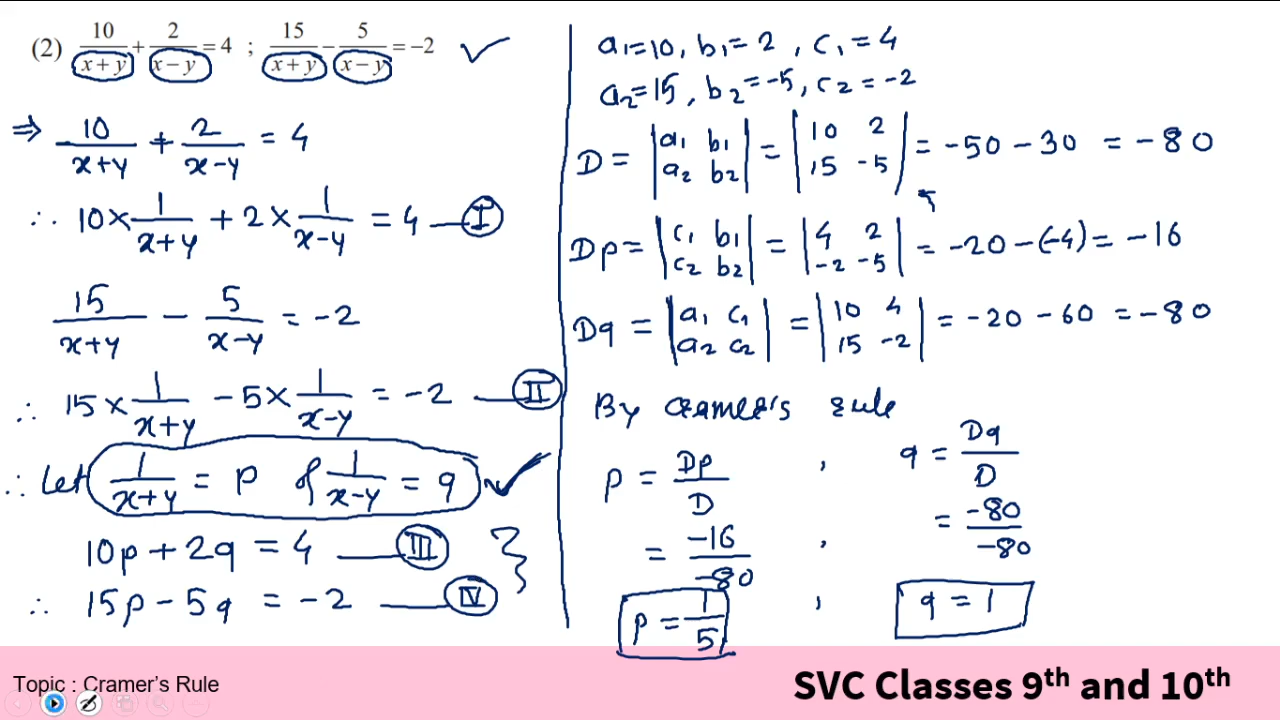 (2) 10/(x+y) + 2/(x−y) = 4 ; 15/(x+y) − 5/(x−y) = −2 ✓
⇒ 10/(x+y) + 2/(x−y) = 4
∴ 10 × 1/(x+y) + 2 × 1/(x−y) = 4 — I
15/(x+y) − 5/(x−y) = −2
∴ 15 × 1/(x+y) − 5 × 1/(x−y) = −2 — II
∴ Let 1/(x+y) = p & 1/(x−y) = q ✓
10p + 2q = 4 — III
∴ 15p − 5q = −2 — IV
a1=10, b1=2, c1=4
a2=15, b2=−5, c2=−2
D = |a1 b1; a2 b2| = |10 2; 15 −5| = −50 − 30 = −80
Dp = |c1 b1; c2 b2| = |4 2; −2 −5| = −20 − (−4) = −16
Dq = |a1 c1; a2 c2| = |10 4; 15 −2| = −20 − 60 = −80
By cramer's rule
p = Dp/D , q = Dq/D
= −16/−80 , = −80/−80
p = 1/5 , q = 1
Topic : Cramer's Rule
SVC Classes 9th and 10th